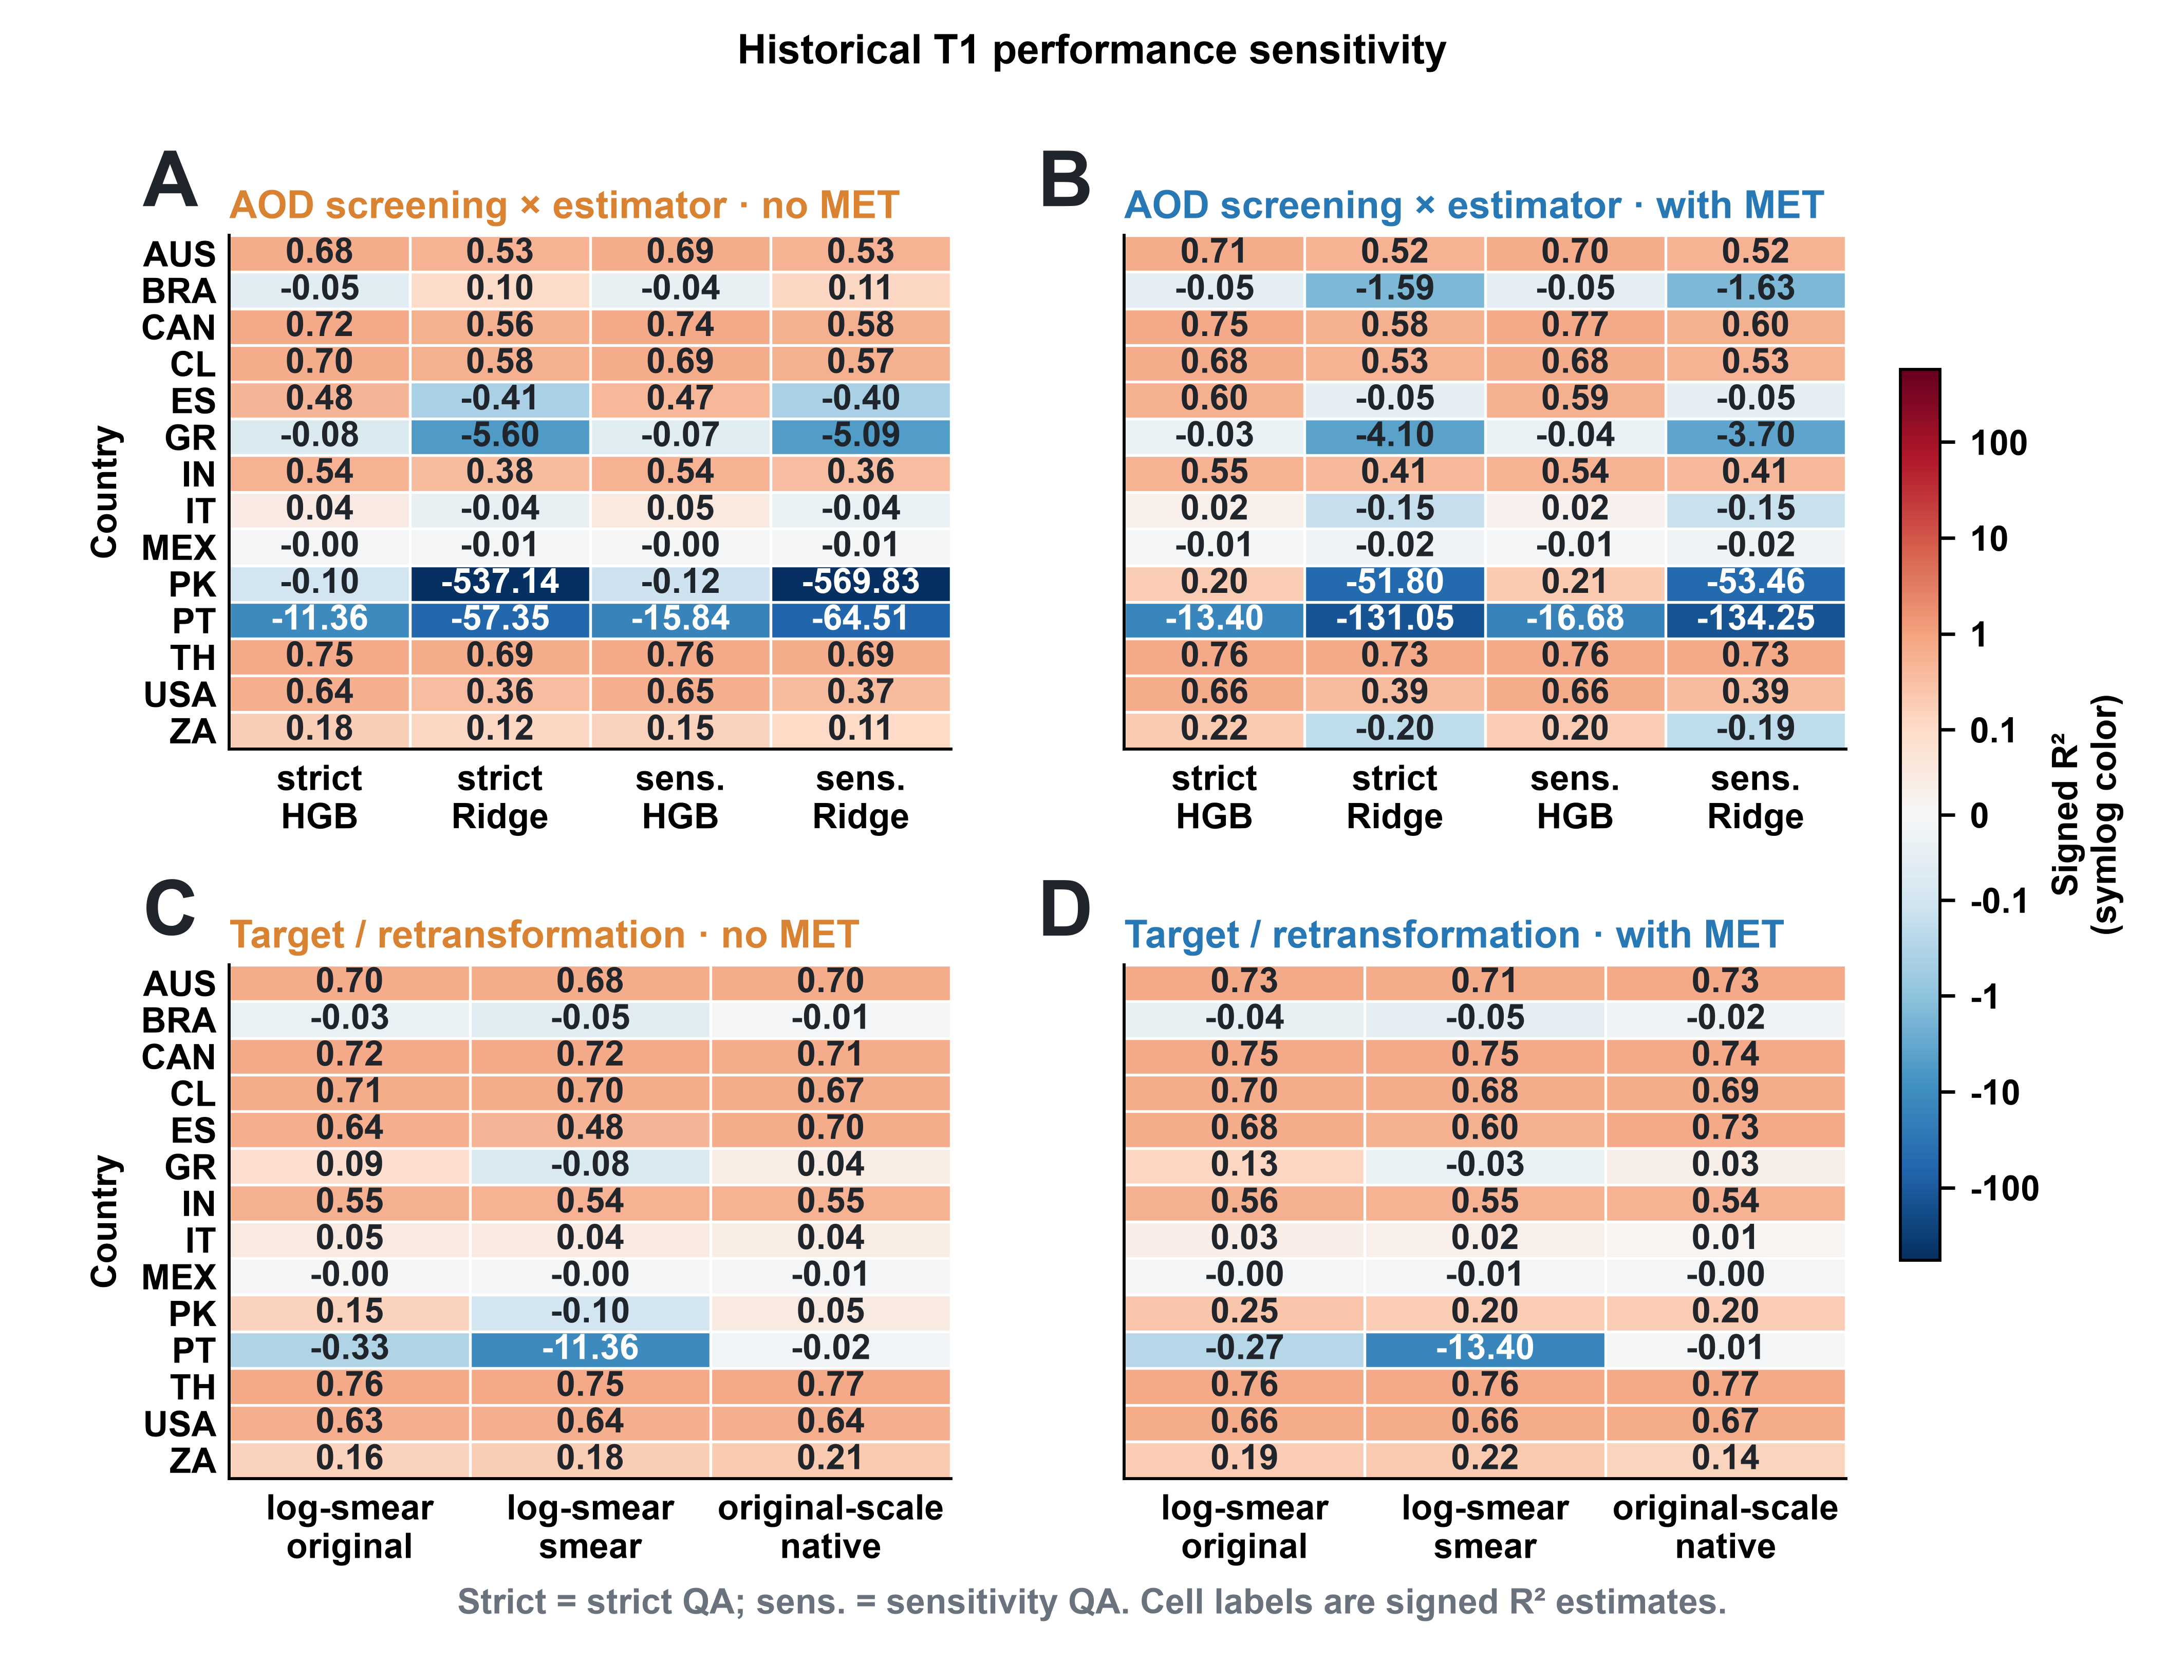 Historical T1 performance sensitivity
A
AOD screening × estimator · no MET
Country
AUS 0.68 0.53 0.69 0.53
BRA -0.05 0.10 -0.04 0.11
CAN 0.72 0.56 0.74 0.58
CL 0.70 0.58 0.69 0.57
ES 0.48 -0.41 0.47 -0.40
GR -0.08 -5.60 -0.07 -5.09
IN 0.54 0.38 0.54 0.36
IT 0.04 -0.04 0.05 -0.04
MEX -0.00 -0.01 -0.00 -0.01
PK -0.10 -537.14 -0.12 -569.83
PT -11.36 -57.35 -15.84 -64.51
TH 0.75 0.69 0.76 0.69
USA 0.64 0.36 0.65 0.37
ZA 0.18 0.12 0.15 0.11
strict strict sens. sens.
HGB Ridge HGB Ridge
B
AOD screening × estimator · with MET
0.71 0.52 0.70 0.52
-0.05 -1.59 -0.05 -1.63
0.75 0.58 0.77 0.60
0.68 0.53 0.68 0.53
0.60 -0.05 0.59 -0.05
-0.03 -4.10 -0.04 -3.70
0.55 0.41 0.54 0.41
0.02 -0.15 0.02 -0.15
-0.01 -0.02 -0.01 -0.02
0.20 -51.80 0.21 -53.46
-13.40 -131.05 -16.68 -134.25
0.76 0.73 0.76 0.73
0.66 0.39 0.66 0.39
0.22 -0.20 0.20 -0.19
strict strict sens. sens.
HGB Ridge HGB Ridge
C
Target / retransformation · no MET
Country
AUS 0.70 0.68 0.70
BRA -0.03 -0.05 -0.01
CAN 0.72 0.72 0.71
CL 0.71 0.70 0.67
ES 0.64 0.48 0.70
GR 0.09 -0.08 0.04
IN 0.55 0.54 0.55
IT 0.05 0.04 0.04
MEX -0.00 -0.00 -0.01
PK 0.15 -0.10 0.05
PT -0.33 -11.36 -0.02
TH 0.76 0.75 0.77
USA 0.63 0.64 0.64
ZA 0.16 0.18 0.21
log-smear log-smear original-scale
original smear native
D
Target / retransformation · with MET
0.73 0.71 0.73
-0.04 -0.05 -0.02
0.75 0.75 0.74
0.70 0.68 0.69
0.68 0.60 0.73
0.13 -0.03 0.03
0.56 0.55 0.54
0.03 0.02 0.01
-0.00 -0.01 -0.00
0.25 0.20 0.20
-0.27 -13.40 -0.01
0.76 0.76 0.77
0.66 0.66 0.67
0.19 0.22 0.14
log-smear log-smear original-scale
original smear native
100
10
1
0.1
0
-0.1
-1
-10
-100
Signed R²
(symlog color)
Strict = strict QA; sens. = sensitivity QA. Cell labels are signed R² estimates.